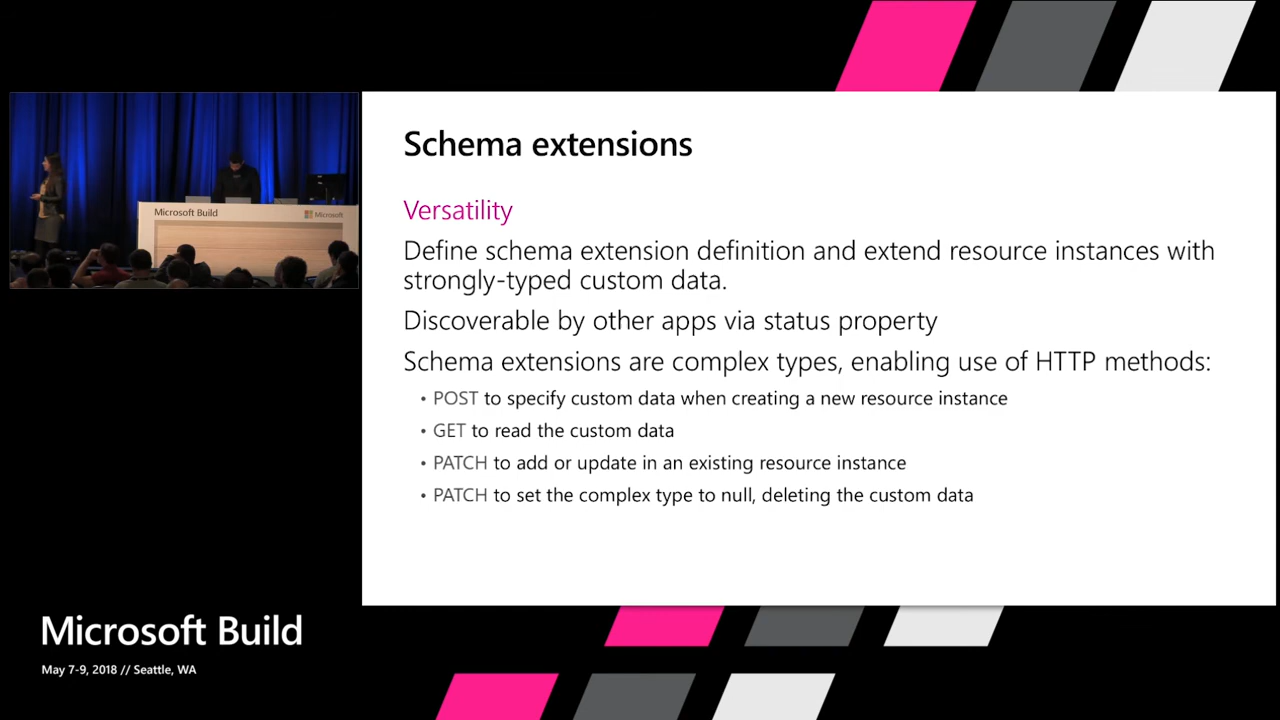 Schema extensions
Versatility
Define schema extension definition and extend resource instances with
strongly-typed custom data.
Discoverable by other apps via status property
Schema extensions are complex types, enabling use of HTTP methods:
• POST to specify custom data when creating a new resource instance
• GET to read the custom data
• PATCH to add or update in an existing resource instance
• PATCH to set the complex type to null, deleting the custom data
Microsoft Build
Microsoft
Microsoft Build
May 7-9, 2018 // Seattle, WA